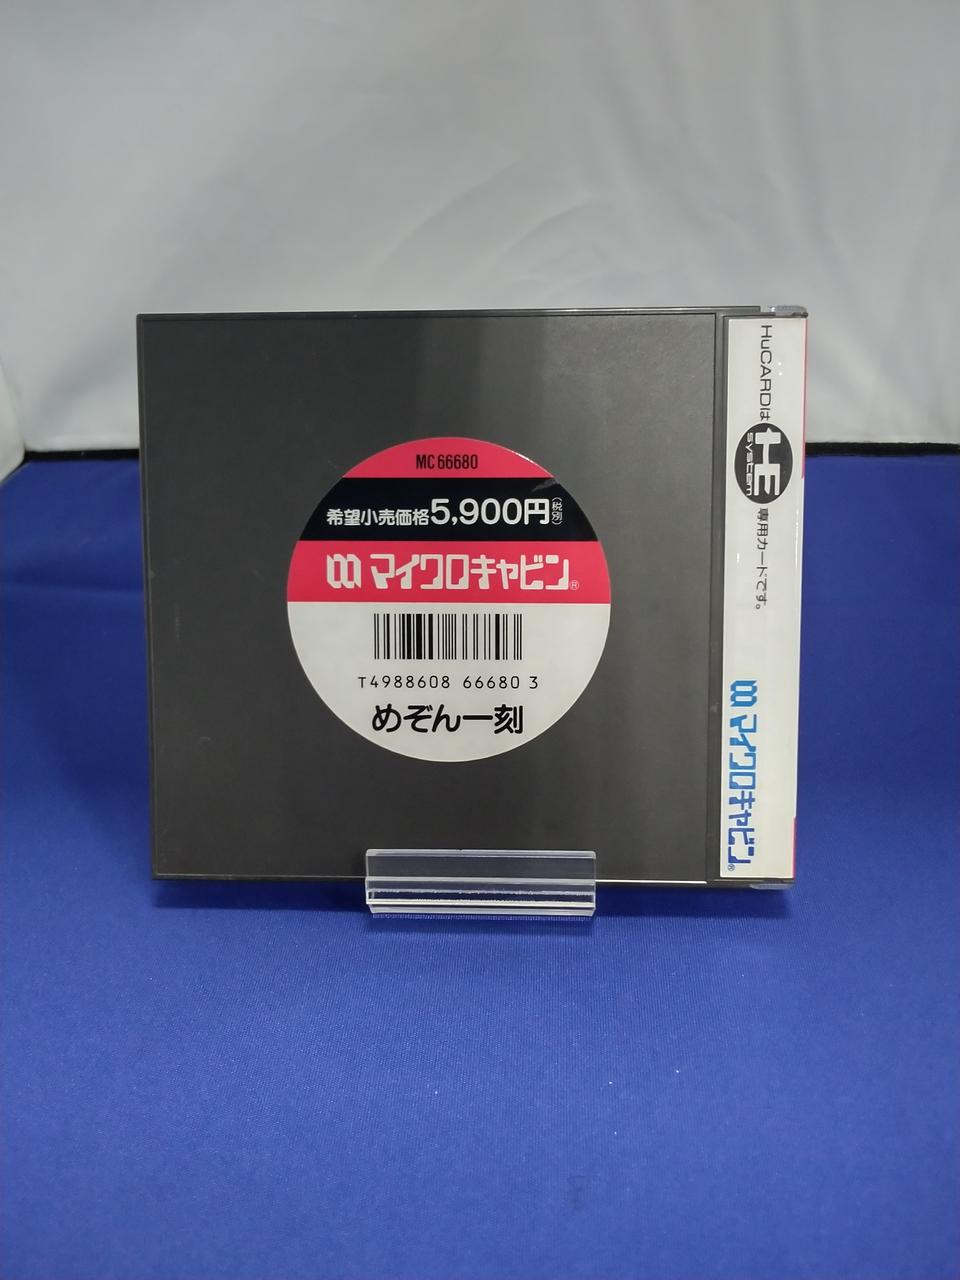 MC66680
希望小売価格5,900円(税別)
マイクロキャビン®
T4988608 66680 3
めぞん一刻
HuCARDは HE system 専用カードです。
マイクロキャビン®